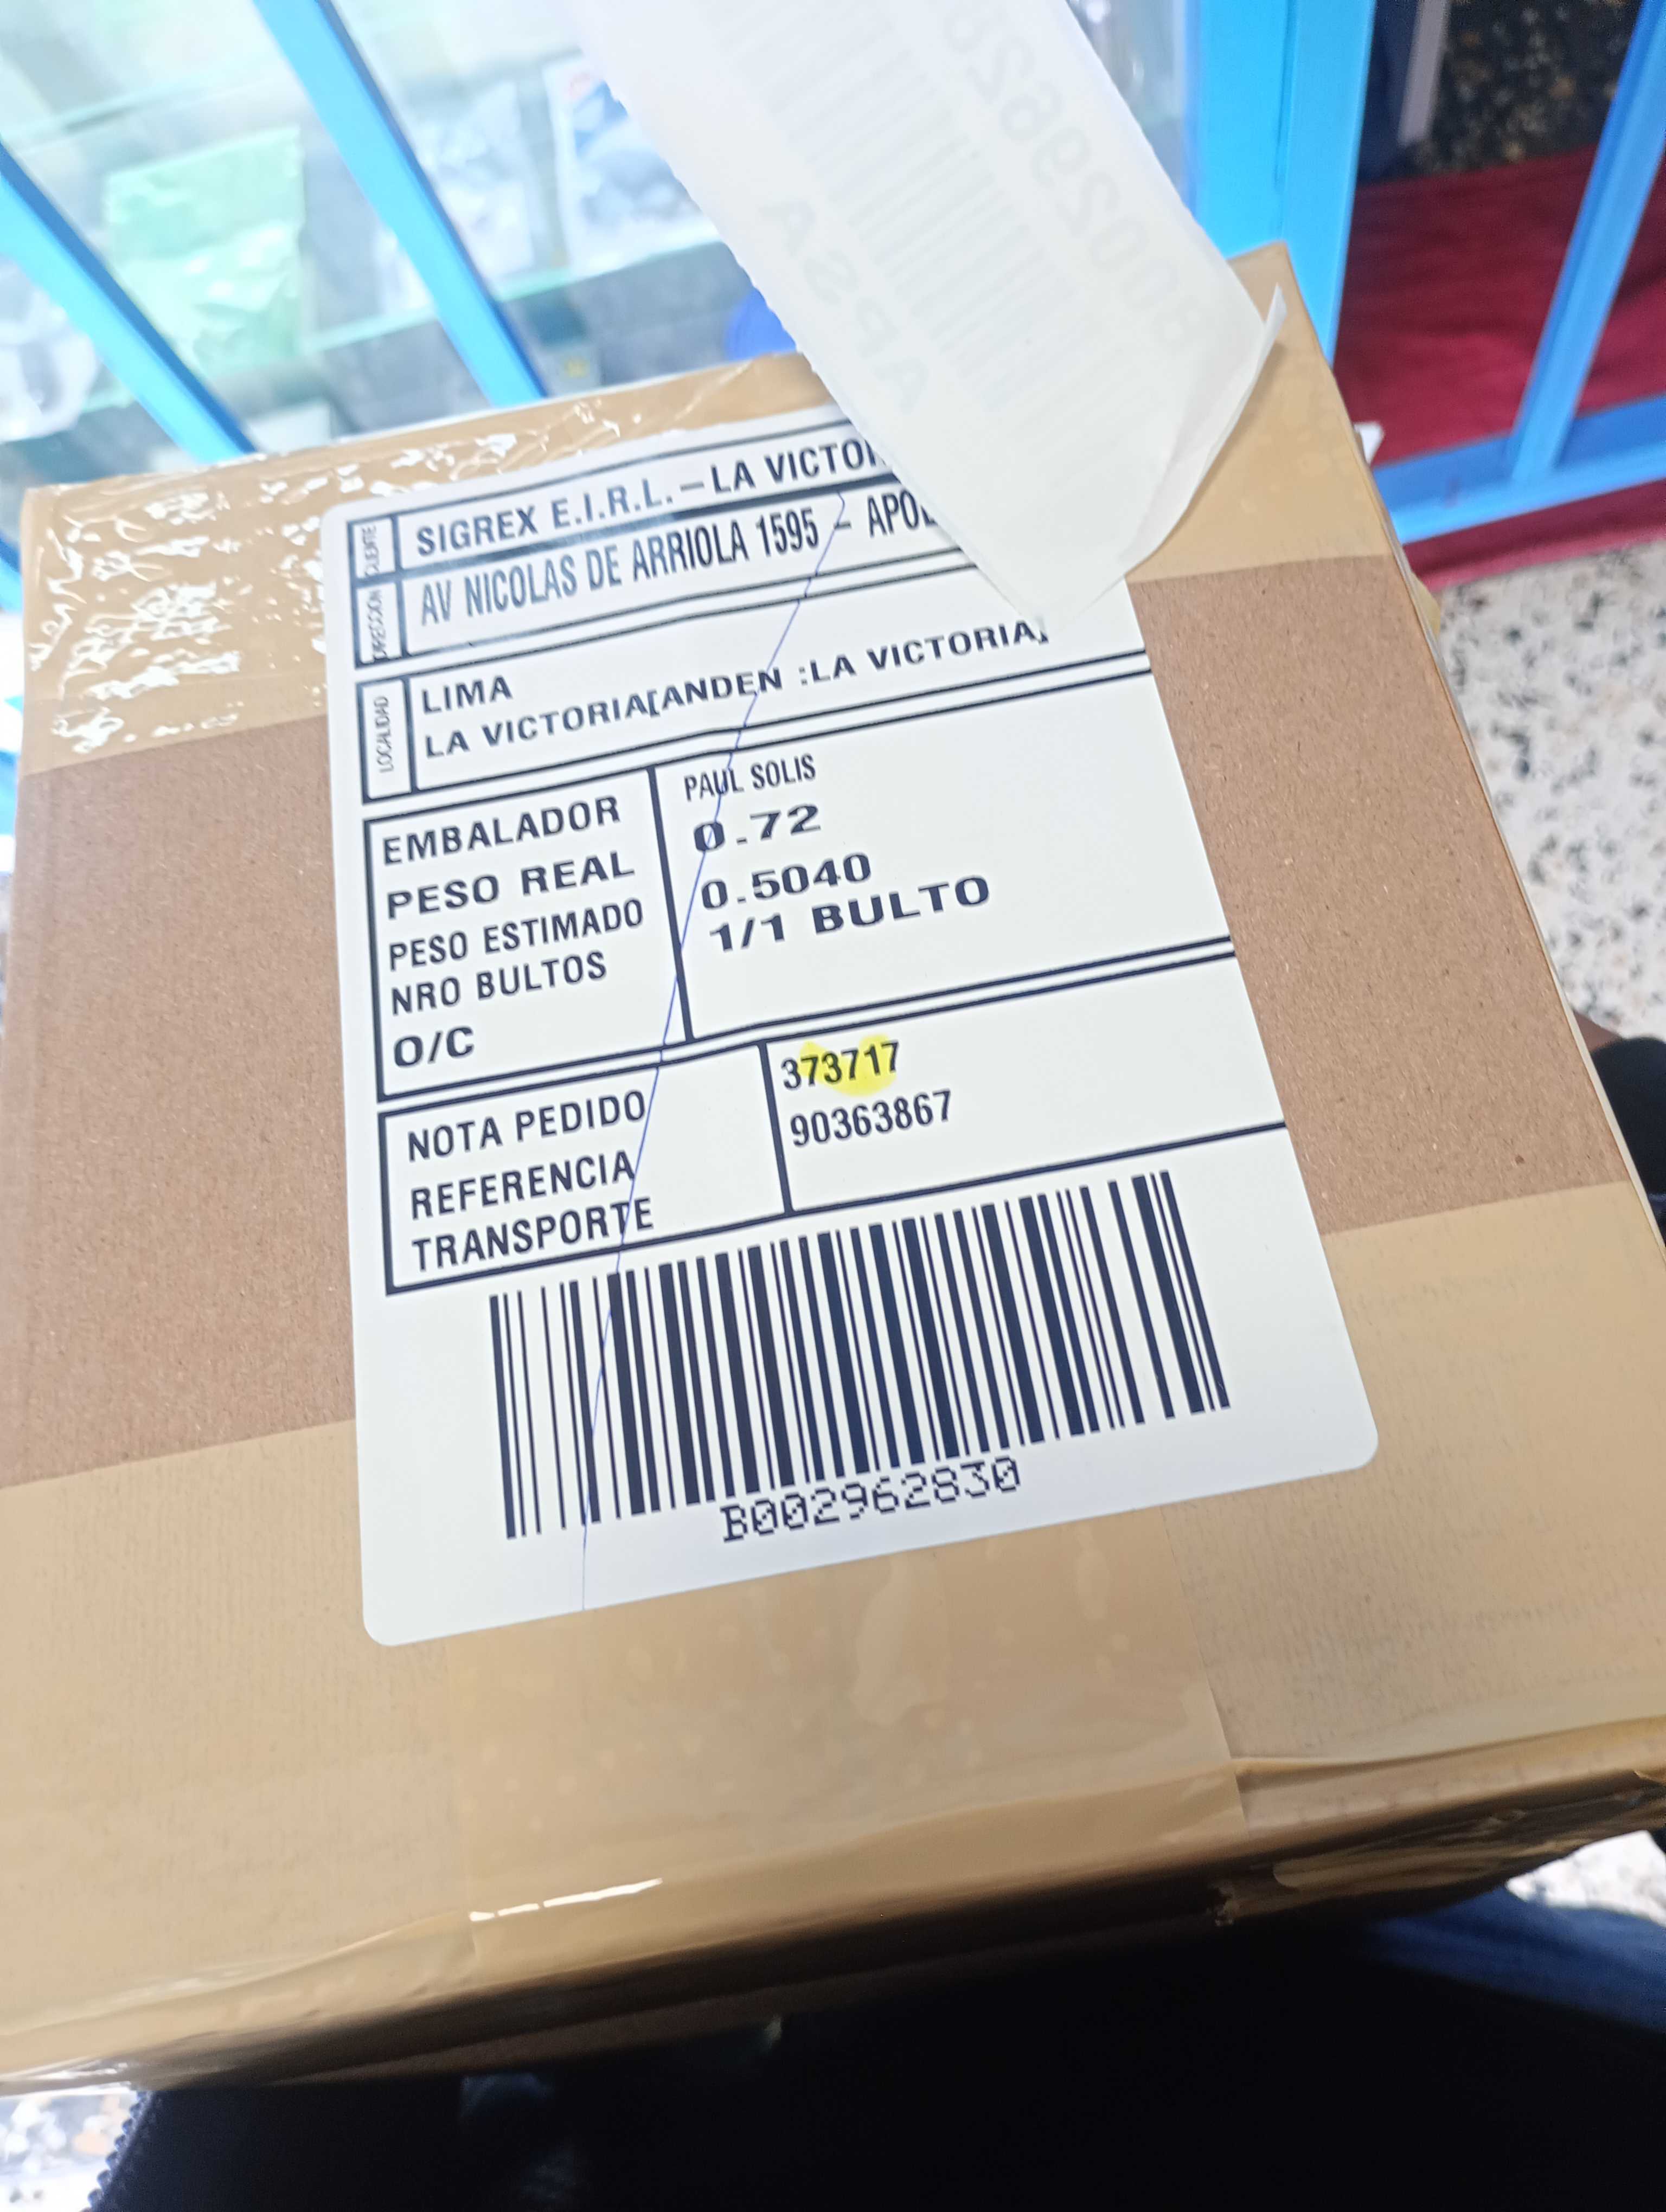 CLIENTE
SIGREX E.I.R.L. – LA
DIRECCION
AV NICOLAS DE ARRIOLA 1595 –
LOCALIDAD
LIMA
LA VICTORIA[ANDEN :LA VICTORIA]
EMBALADOR PAUL SOLIS
PESO REAL 0.72
PESO ESTIMADO 0.5040
NRO BULTOS 1/1 BULTO
O/C
NOTA PEDIDO 373717
REFERENCIA 90363867
TRANSPORTE
B002962830